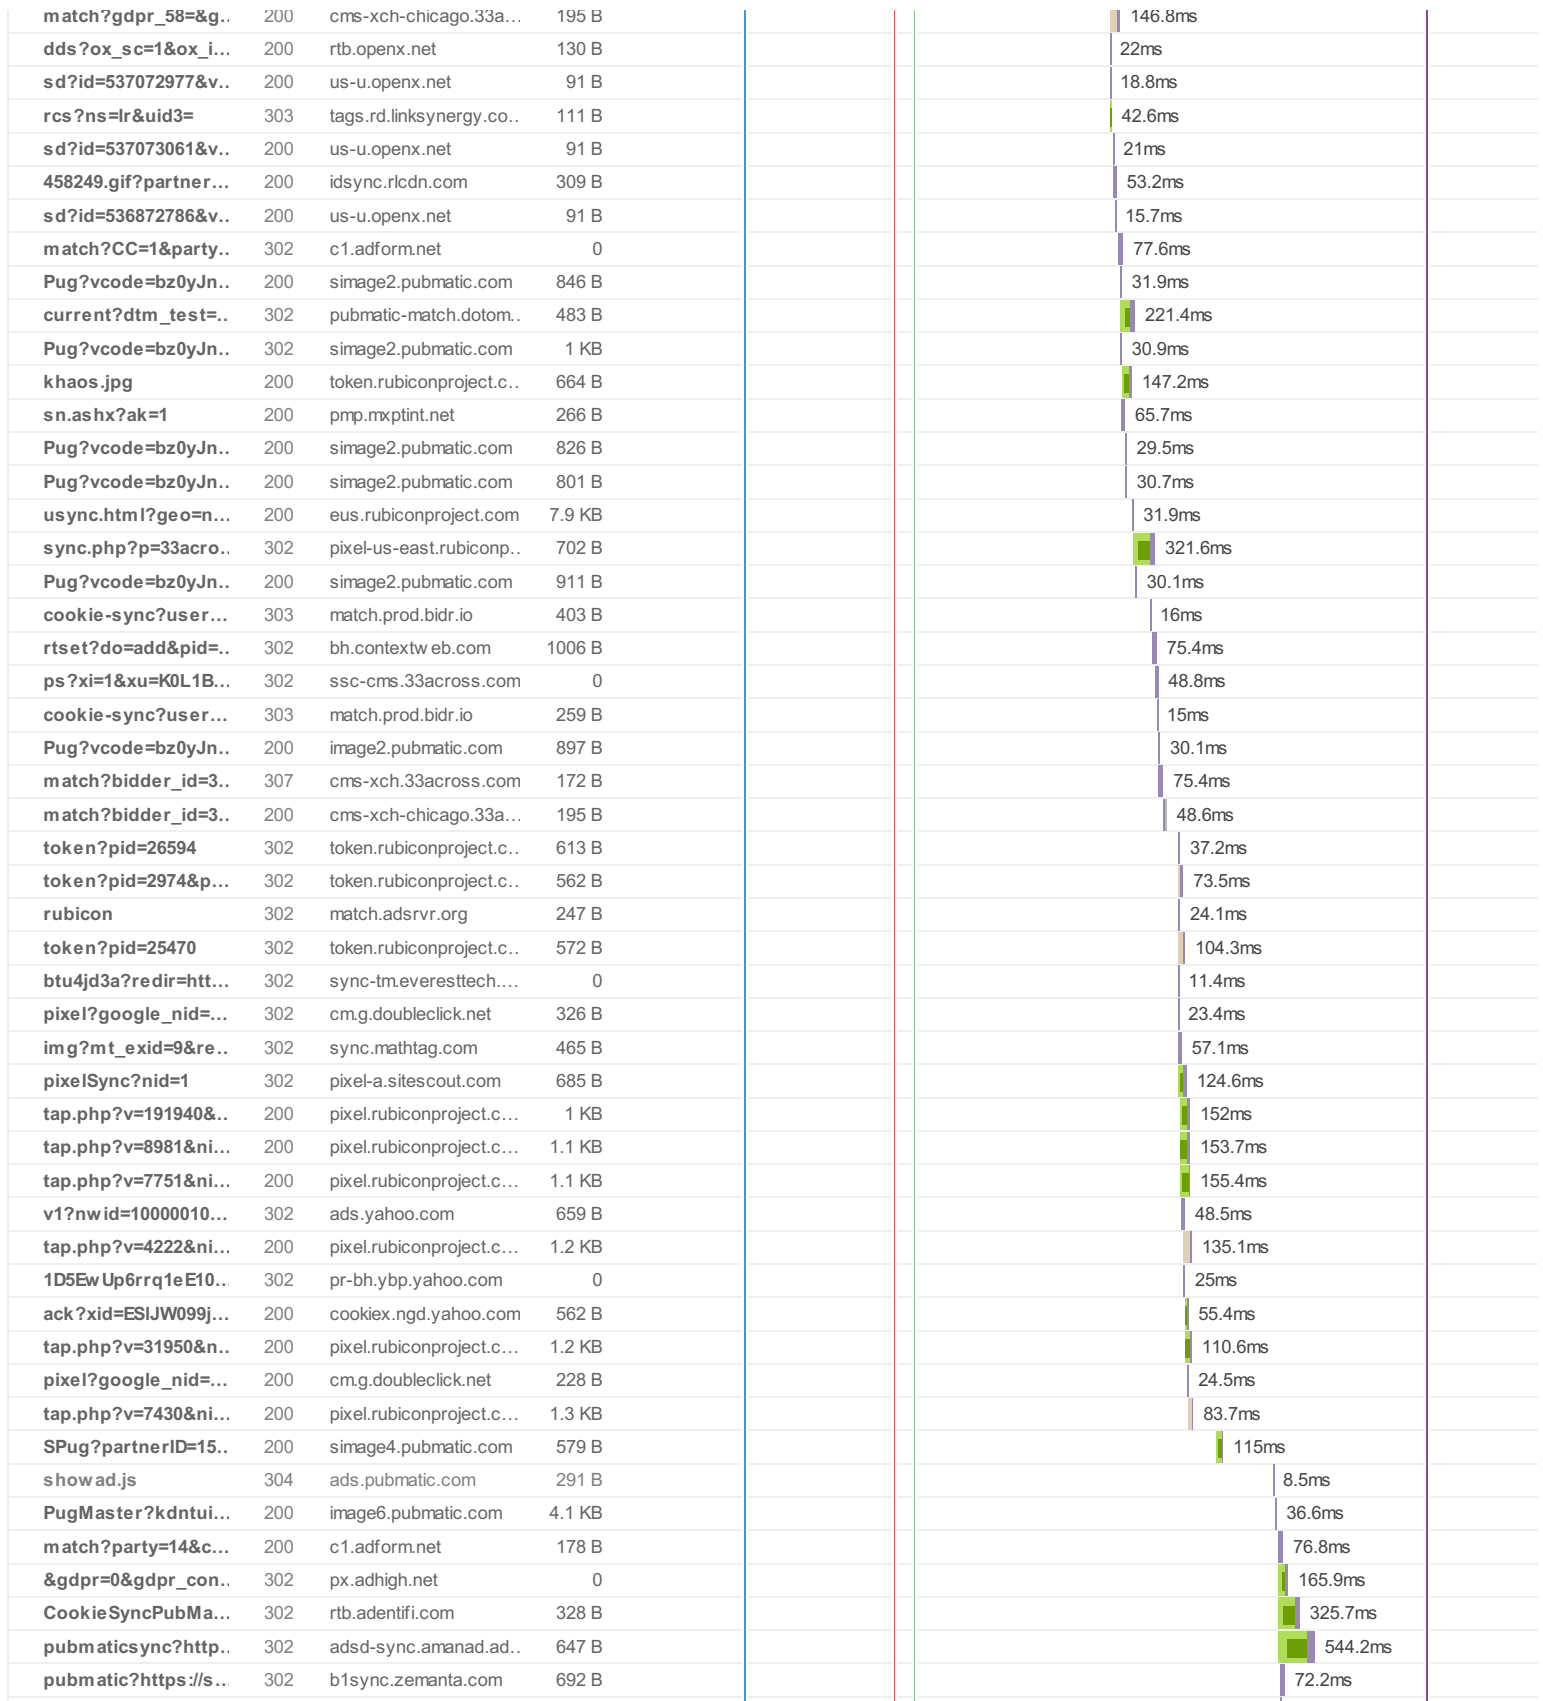 match?gdpr_58=&g.. 200 cms-xch-chicago.33a... 195 B 146.8ms
dds?ox_sc=1&ox_i... 200 rtb.openx.net 130 B 22ms
sd?id=537072977&v.. 200 us-u.openx.net 91 B 18.8ms
rcs?ns=lr&uid3= 303 tags.rd.linksynergy.co.. 111 B 42.6ms
sd?id=537073061&v.. 200 us-u.openx.net 91 B 21ms
458249.gif?partner... 200 idsync.rlcdn.com 309 B 53.2ms
sd?id=536872786&v.. 200 us-u.openx.net 91 B 15.7ms
match?CC=1&party.. 302 c1.adform.net 0 77.6ms
Pug?vcode=bz0yJn.. 200 simage2.pubmatic.com 846 B 31.9ms
current?dtm_test=.. 302 pubmatic-match.dotom.. 483 B 221.4ms
Pug?vcode=bz0yJn.. 302 simage2.pubmatic.com 1 KB 30.9ms
khaos.jpg 200 token.rubiconproject.c.. 664 B 147.2ms
sn.ashx?ak=1 200 pmp.mxptint.net 266 B 65.7ms
Pug?vcode=bz0yJn.. 200 simage2.pubmatic.com 826 B 29.5ms
Pug?vcode=bz0yJn.. 200 simage2.pubmatic.com 801 B 30.7ms
usync.html?geo=n... 200 eus.rubiconproject.com 7.9 KB 31.9ms
sync.php?p=33acro.. 302 pixel-us-east.rubiconp.. 702 B 321.6ms
Pug?vcode=bz0yJn.. 200 simage2.pubmatic.com 911 B 30.1ms
cookie-sync?user... 303 match.prod.bidr.io 403 B 16ms
rtset?do=add&pid=.. 302 bh.contextweb.com 1006 B 75.4ms
ps?xi=1&xu=K0L1B... 302 ssc-cms.33across.com 0 48.8ms
cookie-sync?user... 303 match.prod.bidr.io 259 B 15ms
Pug?vcode=bz0yJn.. 200 image2.pubmatic.com 897 B 30.1ms
match?bidder_id=3.. 307 cms-xch.33across.com 172 B 75.4ms
match?bidder_id=3.. 200 cms-xch-chicago.33a... 195 B 48.6ms
token?pid=26594 302 token.rubiconproject.c.. 613 B 37.2ms
token?pid=2974&p... 302 token.rubiconproject.c.. 562 B 73.5ms
rubicon 302 match.adsrvr.org 247 B 24.1ms
token?pid=25470 302 token.rubiconproject.c.. 572 B 104.3ms
btu4jd3a?redir=htt... 302 sync-tm.everesttech.... 0 11.4ms
pixel?google_nid=... 302 cm.g.doubleclick.net 326 B 23.4ms
img?mt_exid=9&re.. 302 sync.mathtag.com 465 B 57.1ms
pixelSync?nid=1 302 pixel-a.sitescout.com 685 B 124.6ms
tap.php?v=191940&.. 200 pixel.rubiconproject.c... 1 KB 152ms
tap.php?v=8981&ni... 200 pixel.rubiconproject.c... 1.1 KB 153.7ms
tap.php?v=7751&ni... 200 pixel.rubiconproject.c... 1.1 KB 155.4ms
v1?nwid=10000010... 302 ads.yahoo.com 659 B 48.5ms
tap.php?v=4222&ni... 200 pixel.rubiconproject.c... 1.2 KB 135.1ms
1D5EwUp6rrq1eE10.. 302 pr-bh.ybp.yahoo.com 0 25ms
ack?xid=ESIJW099j... 200 cookiex.ngd.yahoo.com 562 B 55.4ms
tap.php?v=31950&n.. 200 pixel.rubiconproject.c... 1.2 KB 110.6ms
pixel?google_nid=... 200 cm.g.doubleclick.net 228 B 24.5ms
tap.php?v=7430&ni... 200 pixel.rubiconproject.c... 1.3 KB 83.7ms
SPug?partnerID=15.. 200 simage4.pubmatic.com 579 B 115ms
showad.js 304 ads.pubmatic.com 291 B 8.5ms
PugMaster?kdntui... 200 image6.pubmatic.com 4.1 KB 36.6ms
match?party=14&c... 200 c1.adform.net 178 B 76.8ms
&gdpr=0&gdpr_con.. 302 px.adhigh.net 0 165.9ms
CookieSyncPubMa... 302 rtb.adentifi.com 328 B 325.7ms
pubmaticsync?http.. 302 adsd-sync.amanad.ad.. 647 B 544.2ms
pubmatic?https://s... 302 b1sync.zemanta.com 692 B 72.2ms